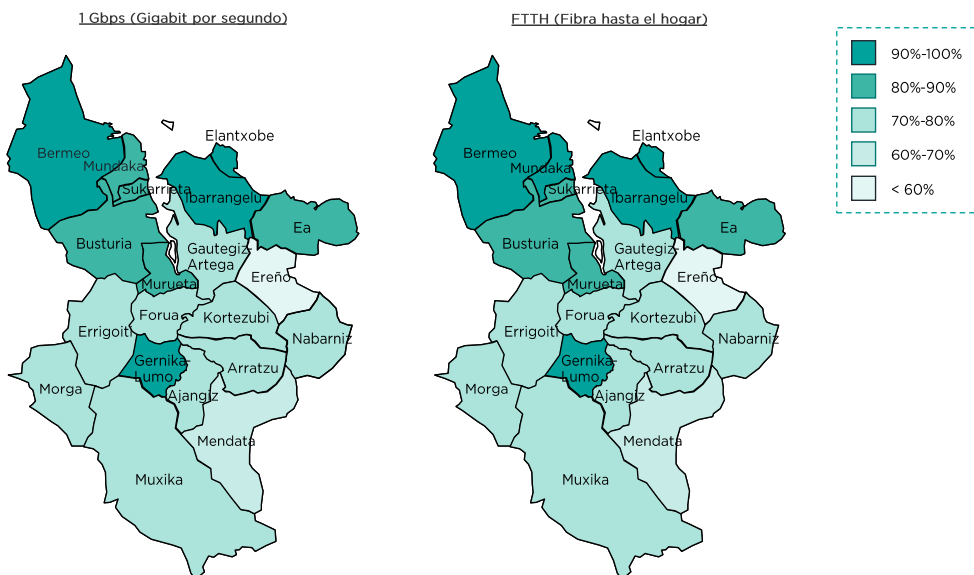 1 Gbps (Gigabit por segundo)
FTTH (Fibra hasta el hogar)
90%-100%
80%-90%
70%-80%
60%-70%
< 60%
Elantxobe
Bermeo
Mundaka
Sukarrieta
Ibarrangelu
Ea
Busturia
Gautegiz-
Artega
Ereño
Murueta
Forua
Kortezubi
Errigoiti
Nabarniz
Gernika-
Lumo
Arratzu
Morga
Ajangiz
Mendata
Muxika
Elantxobe
Bermeo
Mundaka
Sukarrieta
Ibarrangelu
Ea
Busturia
Gautegiz-
Artega
Ereño
Murueta
Forua
Kortezubi
Errigoiti
Nabarniz
Gernika-
Lumo
Arratzu
Morga
Ajangiz
Mendata
Muxika